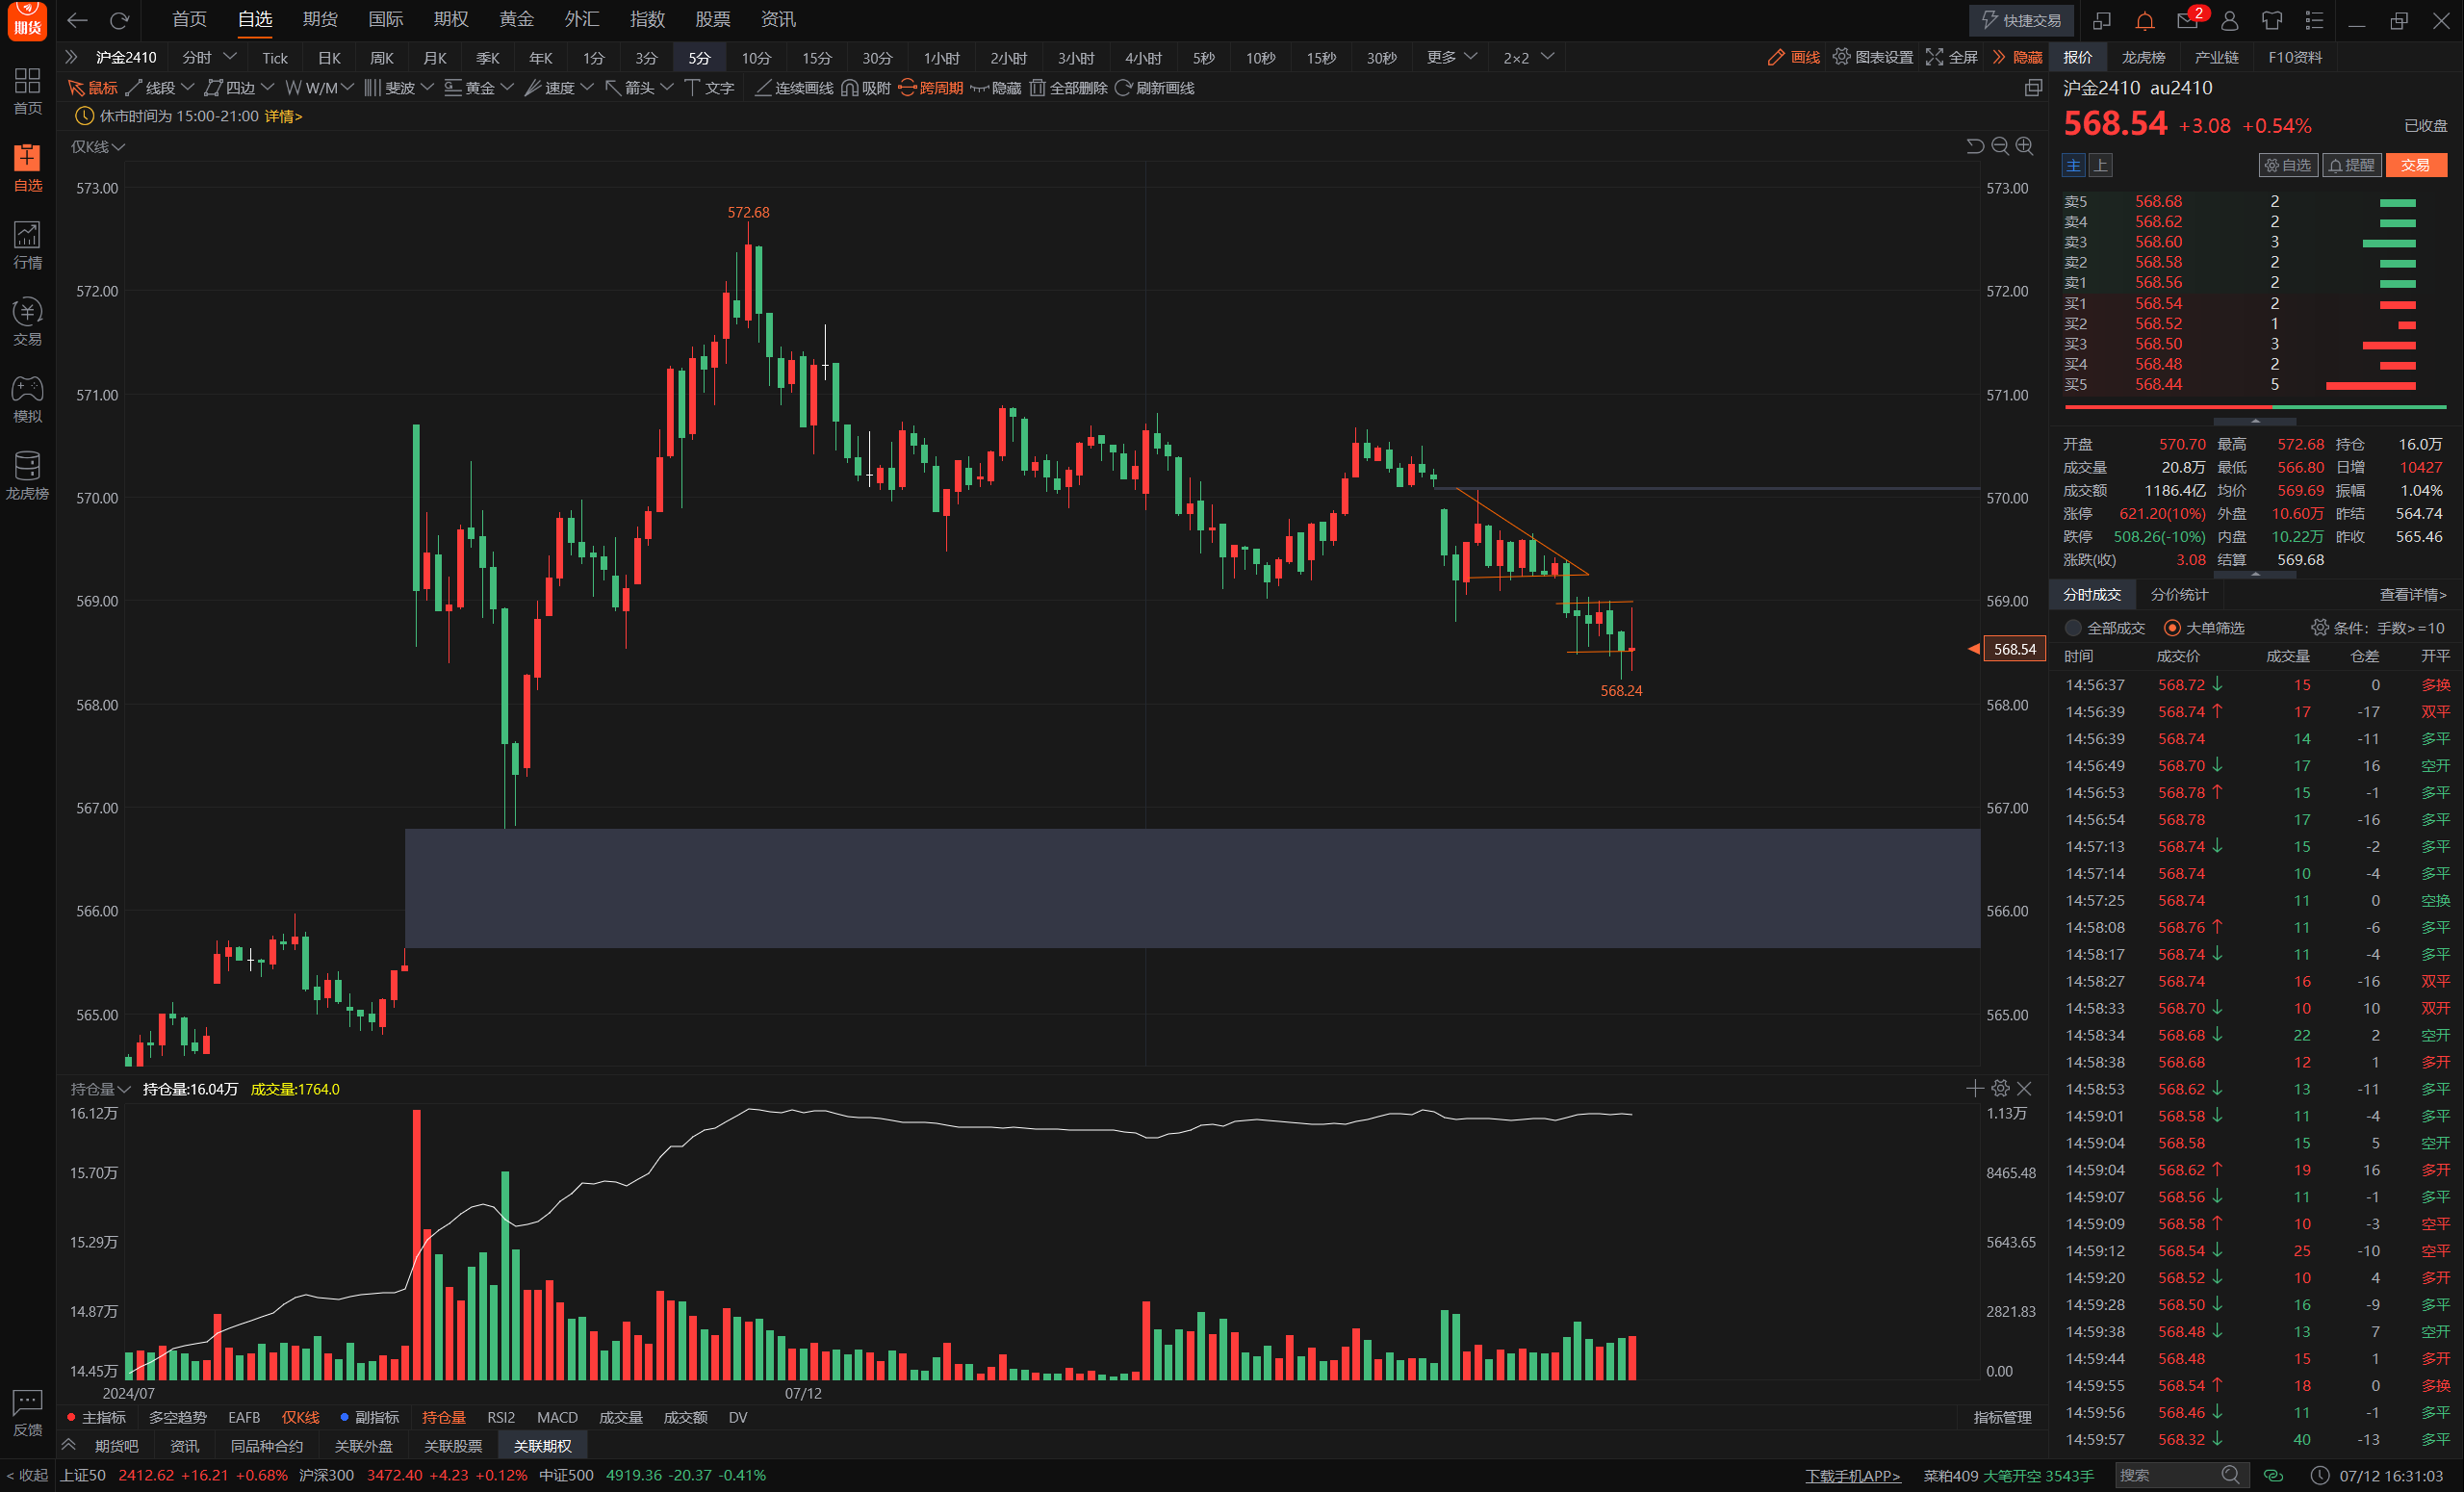 期货
首页 自选 期货 国际 期权 黄金 外汇 指数 股票 资讯
快捷交易 2
沪金2410 分时 Tick 日K 周K 月K 季K 年K 1分 3分 5分 10分 15分 30分 1小时 2小时 3小时 4小时 5秒 10秒 15秒 30秒 更多 2×2
画线 图表设置 全屏 隐藏
鼠标 线段 四边 W/M 斐波 黄金 速度 箭头 文字 连续画线 吸附 跨周期 隐藏 全部删除 刷新画线
休市时间为 15:00-21:00 详情>
首页
自选
行情
交易
模拟
龙虎榜
反馈
< 收起
仅K线
573.00 573.00
572.68
572.00 572.00
571.00 571.00
570.00 570.00
569.00 569.00
568.54
568.24
568.00 568.00
567.00 567.00
566.00 566.00
565.00 565.00
持仓量 持仓量:16.04万 成交量:1764.0
16.12万 1.13万
15.70万 8465.48
15.29万 5643.65
14.87万 2821.83
14.45万 0.00
2024/07 07/12
主指标 多空趋势 EAFB 仅K线 副指标 持仓量 RSI2 MACD 成交量 成交额 DV 指标管理
期货吧 资讯 同品种合约 关联外盘 关联股票 关联期权
报价 龙虎榜 产业链 F10资料
沪金2410 au2410
568.54 +3.08 +0.54% 已收盘
主 上 自选 提醒 交易
卖5 568.68 2
卖4 568.62 2
卖3 568.60 3
卖2 568.58 2
卖1 568.56 2
买1 568.54 2
买2 568.52 1
买3 568.50 3
买4 568.48 2
买5 568.44 5
开盘 570.70 最高 572.68 持仓 16.0万
成交量 20.8万 最低 566.80 日增 10427
成交额 1186.4亿 均价 569.69 振幅 1.04%
涨停 621.20(10%) 外盘 10.60万 昨结 564.74
跌停 508.26(-10%) 内盘 10.22万 昨收 565.46
涨跌(收) 3.08 结算 569.68
分时成交 分价统计 查看详情>
全部成交 大单筛选 条件：手数>=10
时间 成交价 成交量 仓差 开平
14:56:37 568.72 ↓ 15 0 多换
14:56:39 568.74 ↑ 17 -17 双平
14:56:39 568.74 14 -11 多平
14:56:49 568.70 ↓ 17 16 空开
14:56:53 568.78 ↑ 15 -1 多平
14:56:54 568.78 17 -16 多平
14:57:13 568.74 ↓ 15 -2 多平
14:57:14 568.74 10 -4 多平
14:57:25 568.74 11 0 空换
14:58:08 568.76 ↑ 11 -6 多平
14:58:17 568.74 ↓ 11 -4 多平
14:58:27 568.74 16 -16 双平
14:58:33 568.70 ↓ 10 10 双开
14:58:34 568.68 ↓ 22 2 空开
14:58:38 568.68 12 1 多开
14:58:53 568.62 ↓ 13 -11 多平
14:59:01 568.58 ↓ 11 -4 多平
14:59:04 568.58 15 5 空开
14:59:04 568.62 ↑ 19 16 多开
14:59:07 568.56 ↓ 11 -1 多平
14:59:09 568.58 ↑ 10 -3 空平
14:59:12 568.54 ↓ 25 -10 空平
14:59:20 568.52 ↓ 10 4 多开
14:59:28 568.50 ↓ 16 -9 多平
14:59:38 568.48 ↓ 13 7 空开
14:59:44 568.48 15 1 多开
14:59:55 568.54 ↑ 18 0 多换
14:59:56 568.46 ↓ 11 -1 多平
14:59:57 568.32 ↓ 40 -13 多平
上证50 2412.62 +16.21 +0.68% 沪深300 3472.40 +4.23 +0.12% 中证500 4919.36 -20.37 -0.41%
下载手机APP> 菜粕409 大笔开空 3543手 搜索 07/12 16:31:03